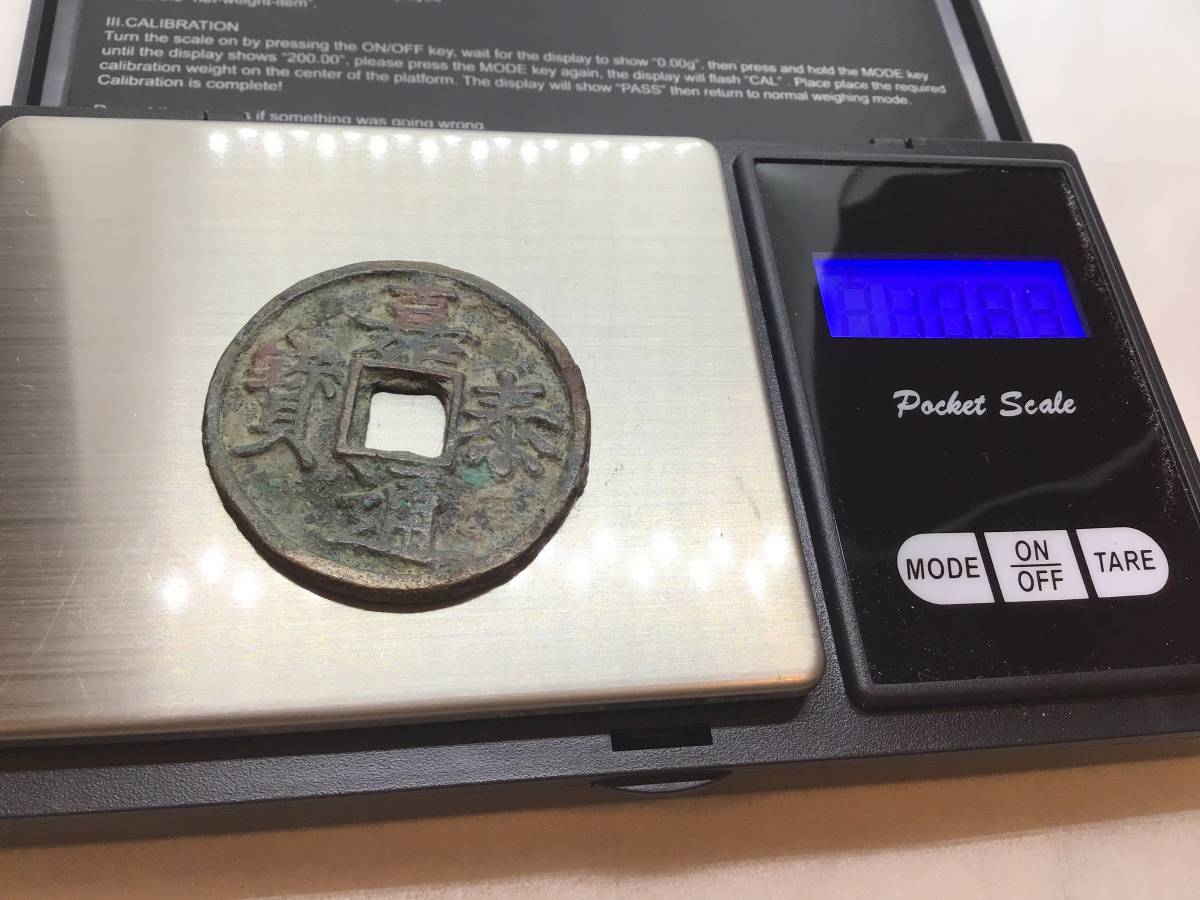 "net-weight-item".
III.CALIBRATION
Turn the scale on by pressing the ON/OFF key, wait for the display to show "0.00g", then press and hold the MODE key
until the display shows "200.00", please press the MODE key again, the display will flash "CAL" . Place place the required
calibration weight on the center of the platform. The display will show "PASS" then return to normal weighing mode.
Calibration is complete!
if something was going wrong
泰
通
寶
Pocket Scale
MODE
ON
OFF
TARE